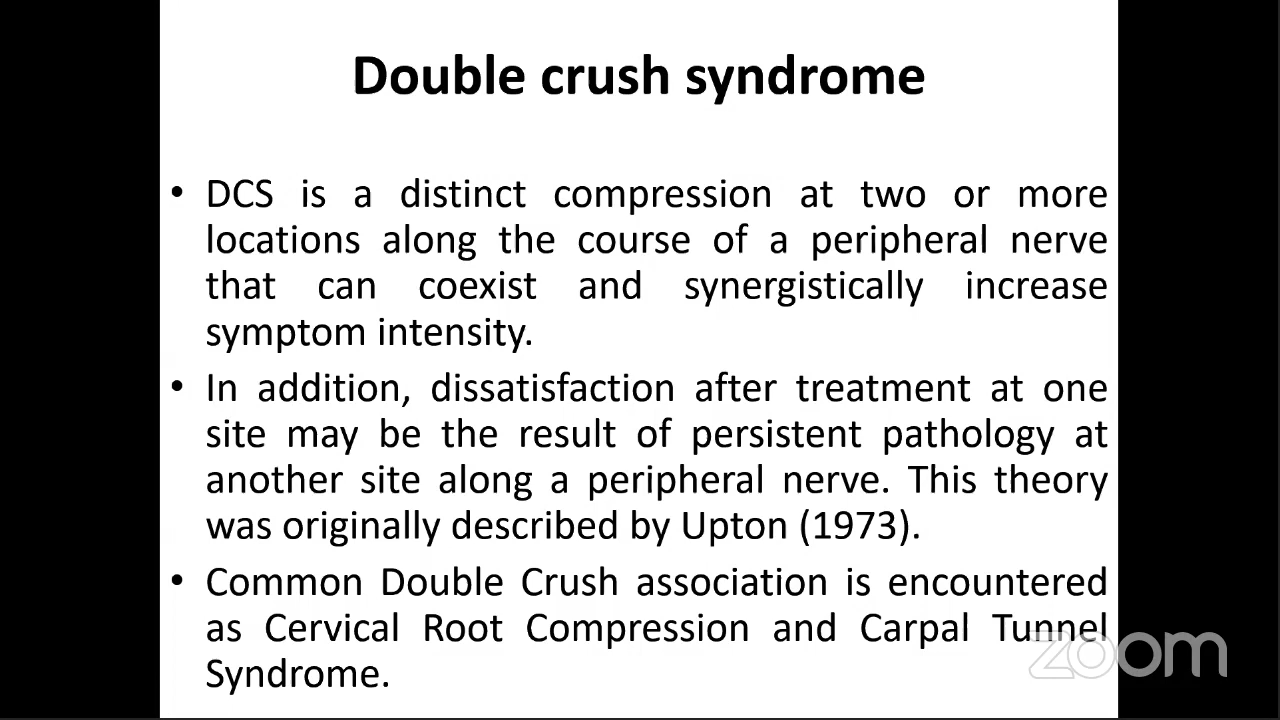 Double crush syndrome
• DCS is a distinct compression at two or more
locations along the course of a peripheral nerve
that can coexist and synergistically increase
symptom intensity.
• In addition, dissatisfaction after treatment at one
site may be the result of persistent pathology at
another site along a peripheral nerve. This theory
was originally described by Upton (1973).
• Common Double Crush association is encountered
as Cervical Root Compression and Carpal Tunnel
Syndrome.
zoom